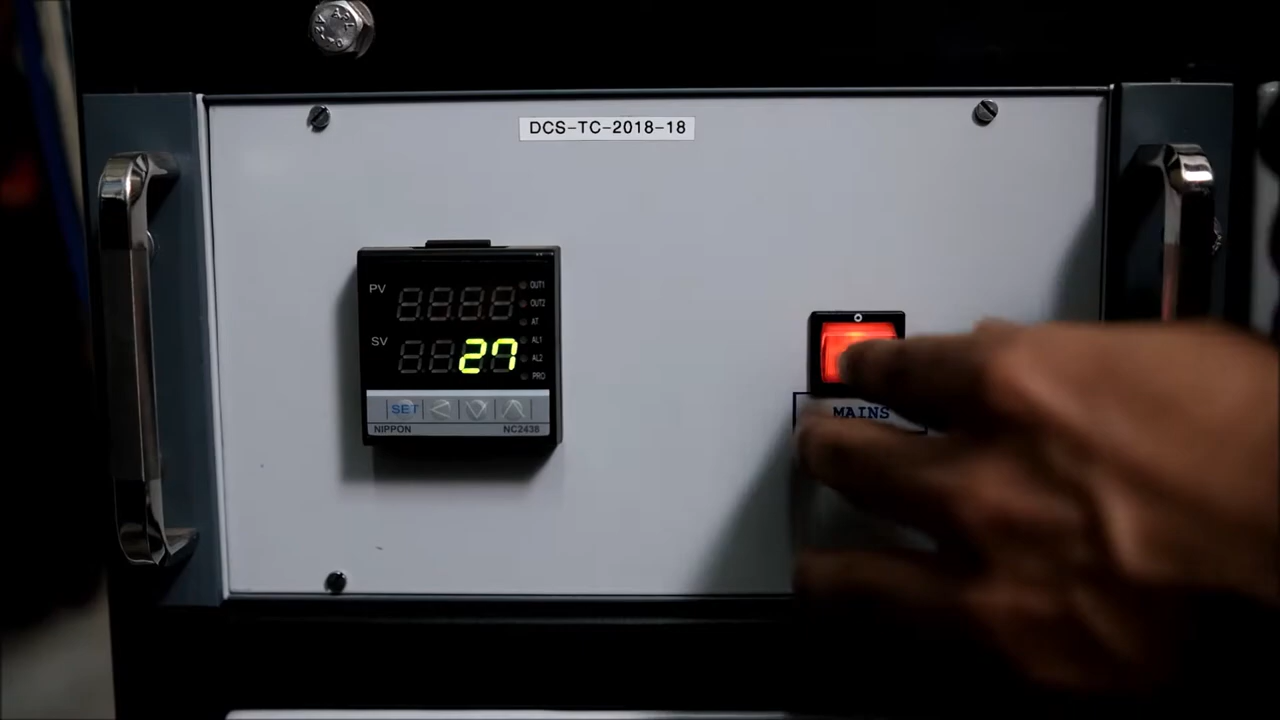 DCS-TC-2018-18
PV
OUT1
OUT2
AT
SV
27
AL1
AL2
PRO
SET
NIPPON NC2438
MAINS